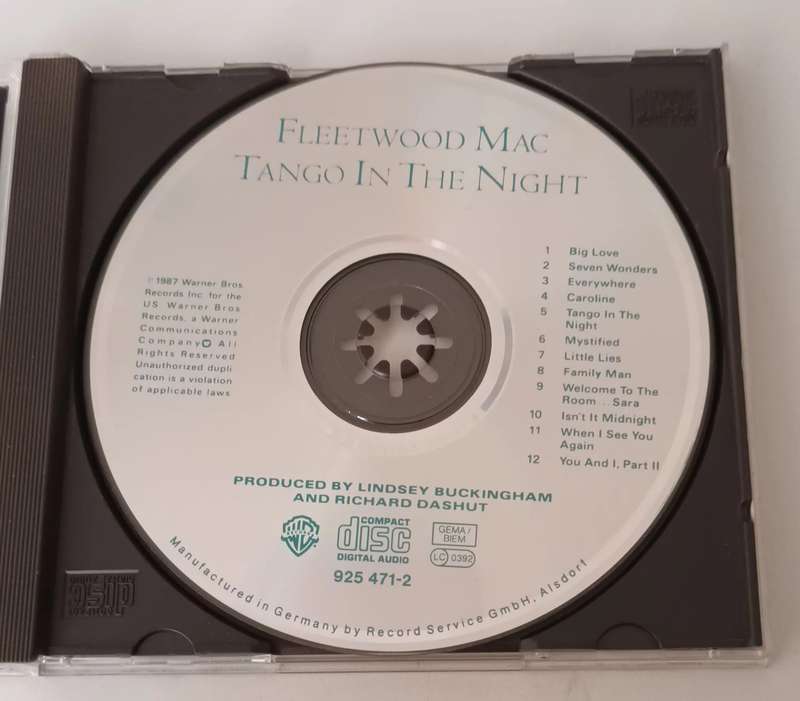 FLEETWOOD MAC
TANGO IN THE NIGHT
℗ 1987 Warner Bros
Records Inc. for the
US Warner Bros
Records, a Warner
Communications
Company All
Rights Reserved
Unauthorized dupli
cation is a violation
of applicable laws
1 Big Love
2 Seven Wonders
3 Everywhere
4 Caroline
5 Tango In The
Night
6 Mystified
7 Little Lies
8 Family Man
9 Welcome To The
Room . . Sara
10 Isn't It Midnight
11 When I See You
Again
12 You And I, Part II
PRODUCED BY LINDSEY BUCKINGHAM
AND RICHARD DASHUT
COMPACT
disc
DIGITAL AUDIO
GEMA/
BIEM
LC 0392
925 471-2
Manufactured in Germany by Record Service GmbH, Alsdorf